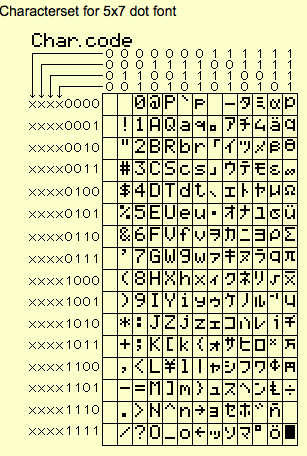 Characterset for 5x7 dot font
Char.code
0 0 0 0 0 0 0 1 1 1 1 1 1
0 0 0 1 1 1 1 0 0 1 1 1 1
0 1 1 0 0 1 1 1 1 0 0 1 1
0 0 1 0 1 0 1 0 1 0 1 0 1
xxxx0000 0 @ P ` p ー タ ミ α p
xxxx0001 ! 1 A Q a q 。 ア チ ム ä q
xxxx0010 " 2 B R b r 「 イ ツ メ β θ
xxxx0011 # 3 C S c s 」 ウ テ モ ε ∞
xxxx0100 $ 4 D T d t 、 エ ト ヤ μ Ω
xxxx0101 % 5 E U e u ・ オ ナ ユ σ ü
xxxx0110 & 6 F V f v ヲ カ ニ ヨ ρ Σ
xxxx0111 ' 7 G W g w ァ キ ヌ ラ q π
xxxx1000 ( 8 H X h x ィ ク ネ リ √ x̄
xxxx1001 ) 9 I Y i y ゥ ケ ノ ル ⁻¹ y
xxxx1010 * : J Z j z ェ コ ハ レ j 千
xxxx1011 + ; K [ k { ォ サ ヒ ロ × 万
xxxx1100 , < L ¥ l | ャ シ フ ワ ¢ 円
xxxx1101 - = M ] m } ュ ス ヘ ン Ł ÷
xxxx1110 . > N ^ n → ョ セ ホ ゛ ñ
xxxx1111 / ? O _ o ← ッ ソ マ ゜ ö █